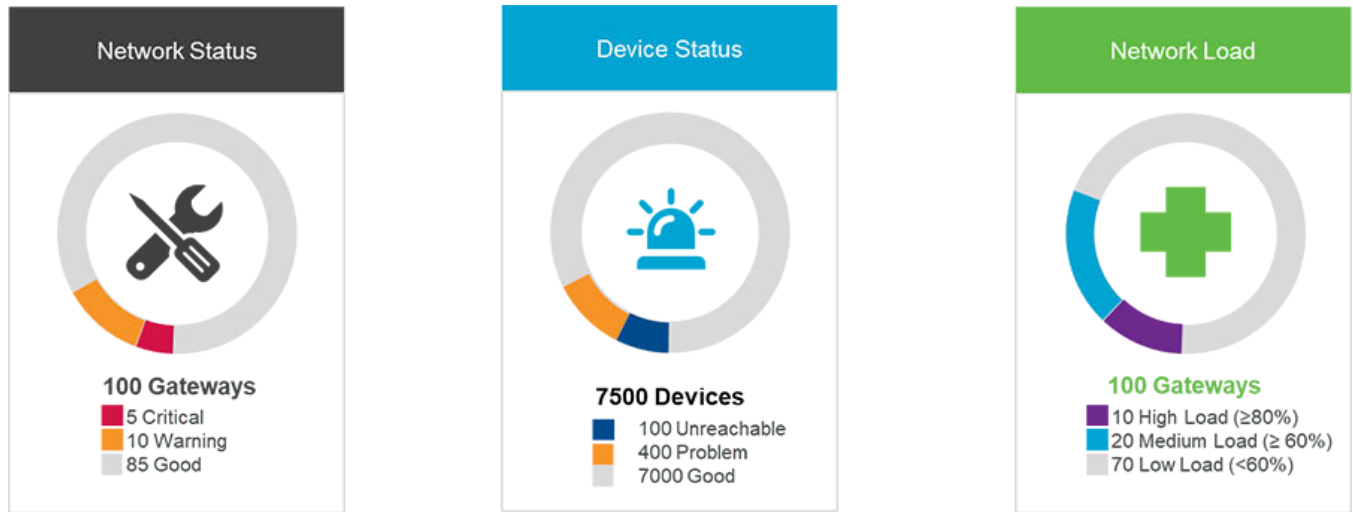 Network Status
100 Gateways
5 Critical
10 Warning
85 Good
Device Status
7500 Devices
100 Unreachable
400 Problem
7000 Good
Network Load
100 Gateways
10 High Load (≥80%)
20 Medium Load (≥ 60%)
70 Low Load (<60%)